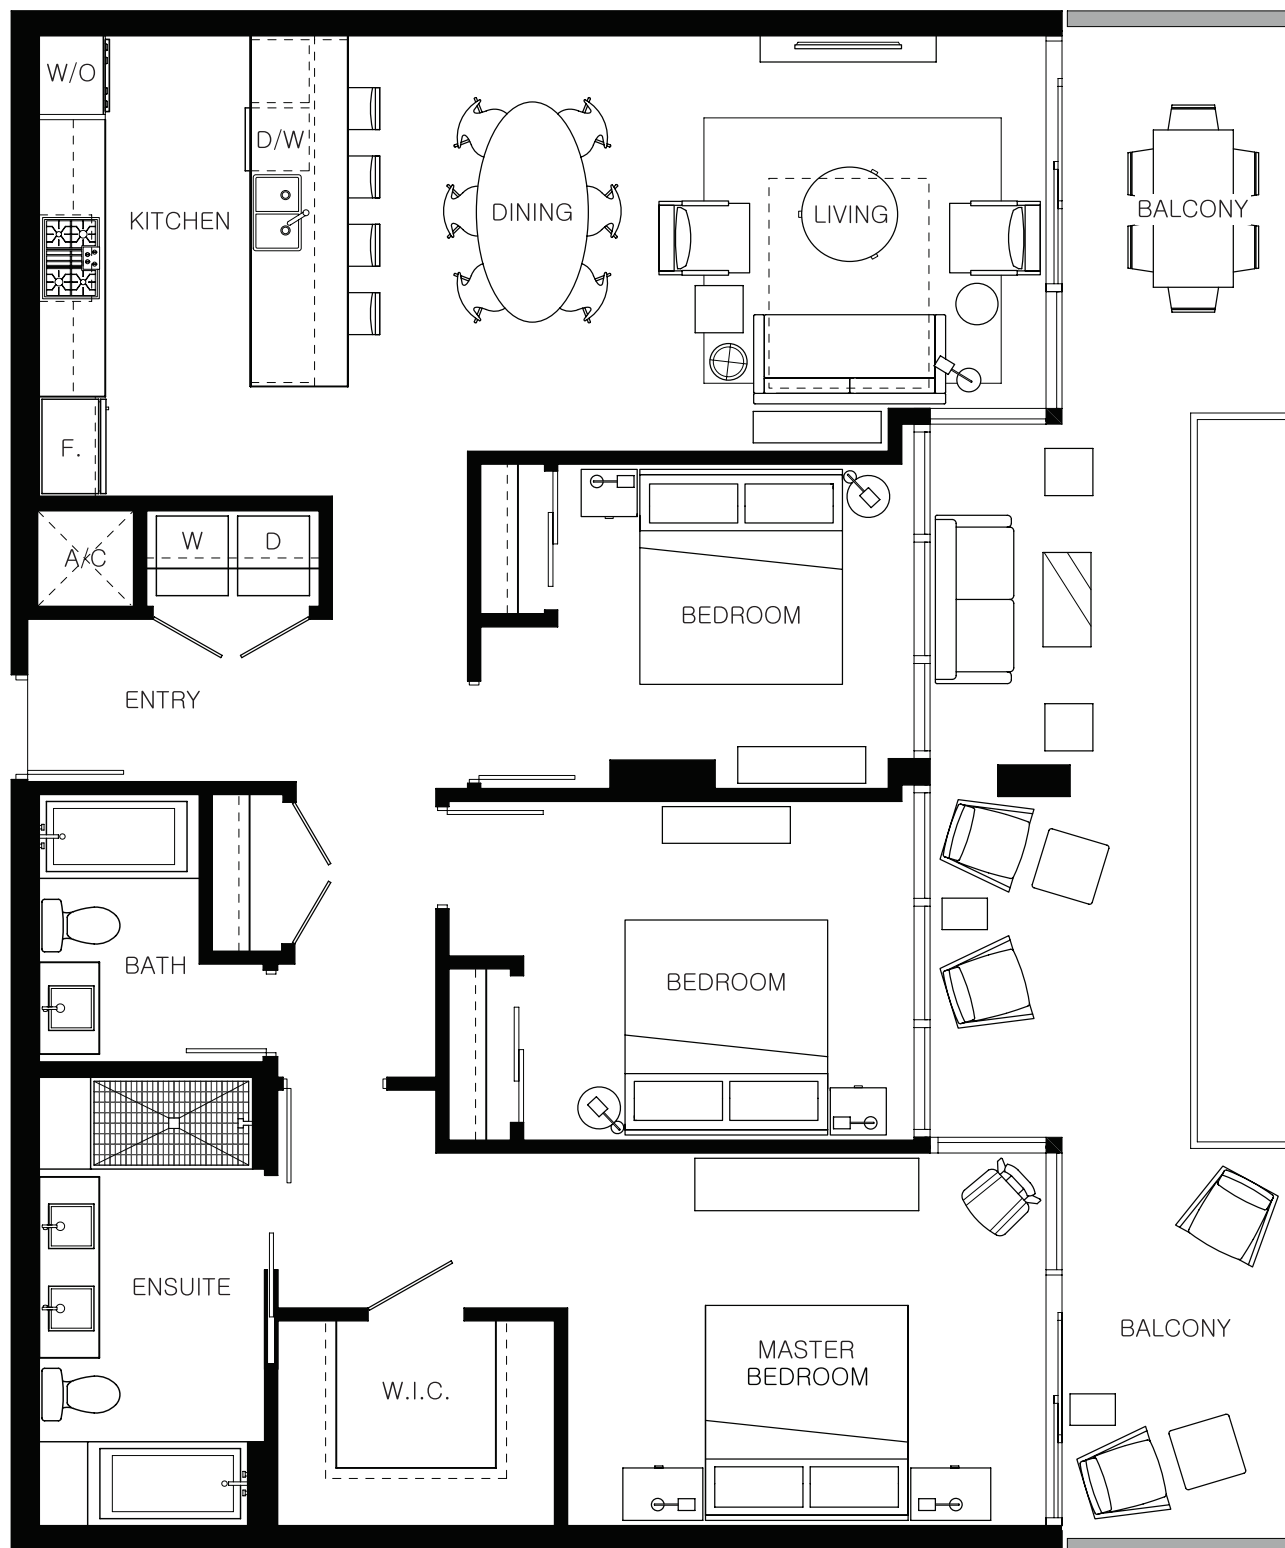 W/O
D/W
KITCHEN
DINING
LIVING
BALCONY
F.
W
D
A/C
BEDROOM
ENTRY
BATH
BEDROOM
ENSUITE
BALCONY
MASTER
BEDROOM
W.I.C.